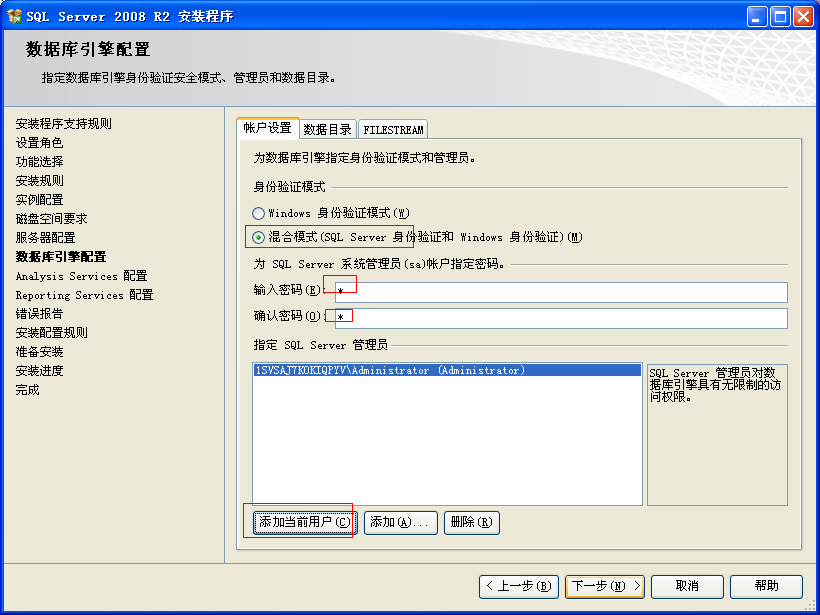 SQL Server 2008 R2 安装程序
数据库引擎配置
指定数据库引擎身份验证安全模式、管理员和数据目录。
安装程序支持规则
设置角色
功能选择
安装规则
实例配置
磁盘空间要求
服务器配置
数据库引擎配置
Analysis Services 配置
Reporting Services 配置
错误报告
安装配置规则
准备安装
安装进度
完成
帐户设置 数据目录 FILESTREAM
为数据库引擎指定身份验证模式和管理员。
身份验证模式
Windows 身份验证模式(W)
混合模式(SQL Server 身份验证和 Windows 身份验证)(M)
为 SQL Server 系统管理员(sa)帐户指定密码。
输入密码(E): *
确认密码(O): *
指定 SQL Server 管理员
1SVSAJ7KOKIQPYV\Administrator (Administrator)
SQL Server 管理员对数
据库引擎具有无限制的访
问权限。
添加当前用户(C) 添加(A)... 删除(R)
< 上一步(B) 下一步(N) > 取消 帮助